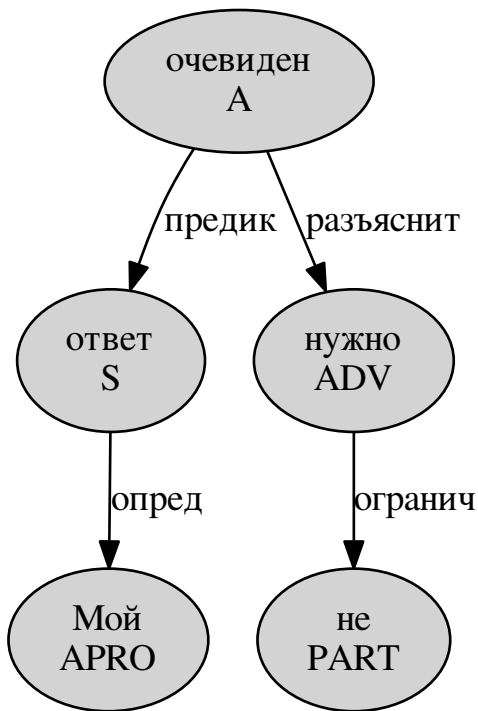 очевиден
A
предик
разъяснит
ответ
S
нужно
ADV
опред
огранич
Мой
APRO
не
PART